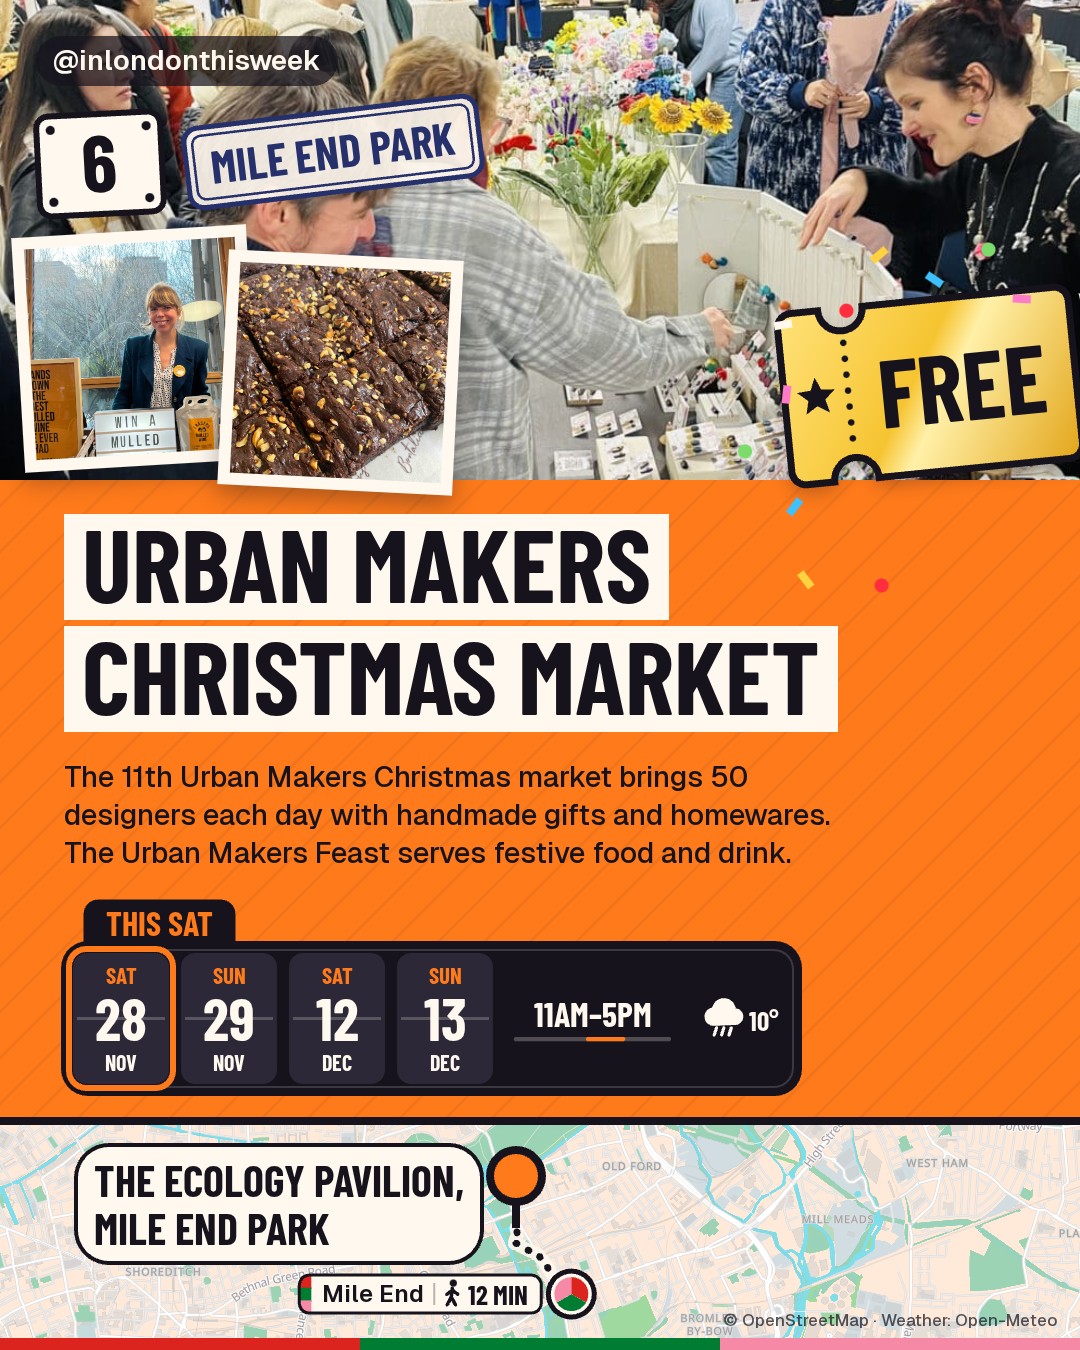 @inlondonthisweek
6
MILE END PARK
WIN A
MULLED
FREE
URBAN MAKERS
CHRISTMAS MARKET
The 11th Urban Makers Christmas market brings 50
designers each day with handmade gifts and homewares.
The Urban Makers Feast serves festive food and drink.
THIS SAT
SAT
28
NOV
SUN
29
NOV
SAT
12
DEC
SUN
13
DEC
11AM–5PM
10°
THE ECOLOGY PAVILION,
MILE END PARK
Mile End
12 MIN
OLD FORD
WEST HAM
MILL MEADS
SHOREDITCH
Bethnal Green Road
© OpenStreetMap · Weather: Open-Meteo